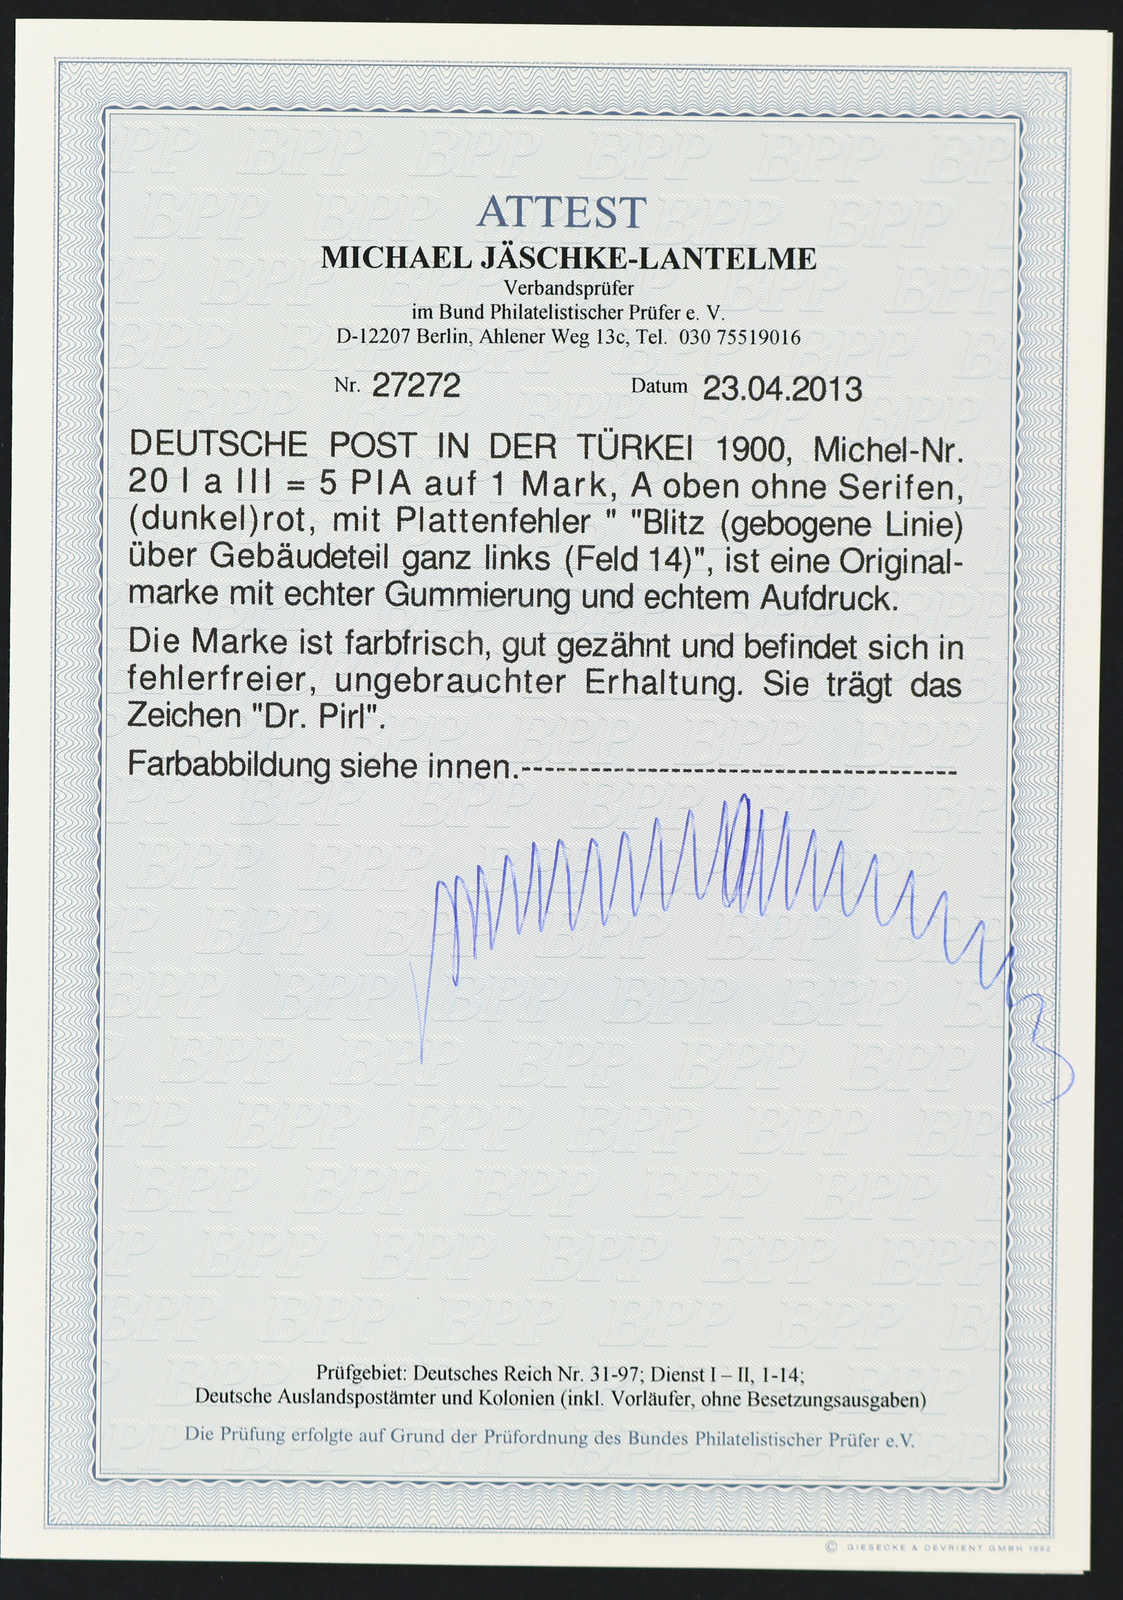 ATTEST
MICHAEL JÄSCHKE-LANTELME
Verbandsprüfer
im Bund Philatelistischer Prüfer e. V.
D-12207 Berlin, Ahlener Weg 13c, Tel. 030 75519016
Nr. 27272 Datum 23.04.2013
DEUTSCHE POST IN DER TÜRKEI 1900, Michel-Nr.
20 I a III = 5 PIA auf 1 Mark, A oben ohne Serifen,
(dunkel)rot, mit Plattenfehler " "Blitz (gebogene Linie)
über Gebäudeteil ganz links (Feld 14)", ist eine Original-
marke mit echter Gummierung und echtem Aufdruck.
Die Marke ist farbfrisch, gut gezähnt und befindet sich in
fehlerfreier, ungebrauchter Erhaltung. Sie trägt das
Zeichen "Dr. Pirl".
Farbabbildung siehe innen.--------------------------------------
Prüfgebiet: Deutsches Reich Nr. 31-97; Dienst I – II, 1-14;
Deutsche Auslandspostämter und Kolonien (inkl. Vorläufer, ohne Besetzungsausgaben)
Die Prüfung erfolgte auf Grund der Prüfordnung des Bundes Philatelistischer Prüfer e.V.
© GIESECKE & DEVRIENT GMBH 1992